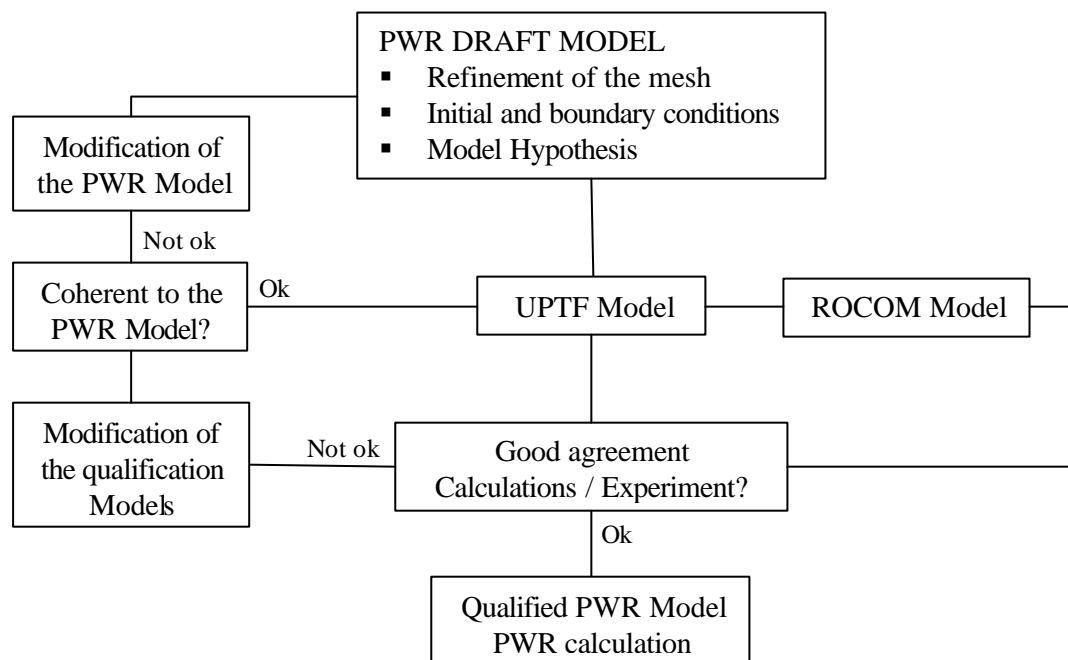 PWR DRAFT MODEL
▪ Refinement of the mesh
▪ Initial and boundary conditions
▪ Model Hypothesis
Modification of
the PWR Model
Not ok
Coherent to the
PWR Model?
Ok
UPTF Model
ROCOM Model
Modification of
the qualification
Models
Not ok
Good agreement
Calculations / Experiment?
Ok
Qualified PWR Model
PWR calculation